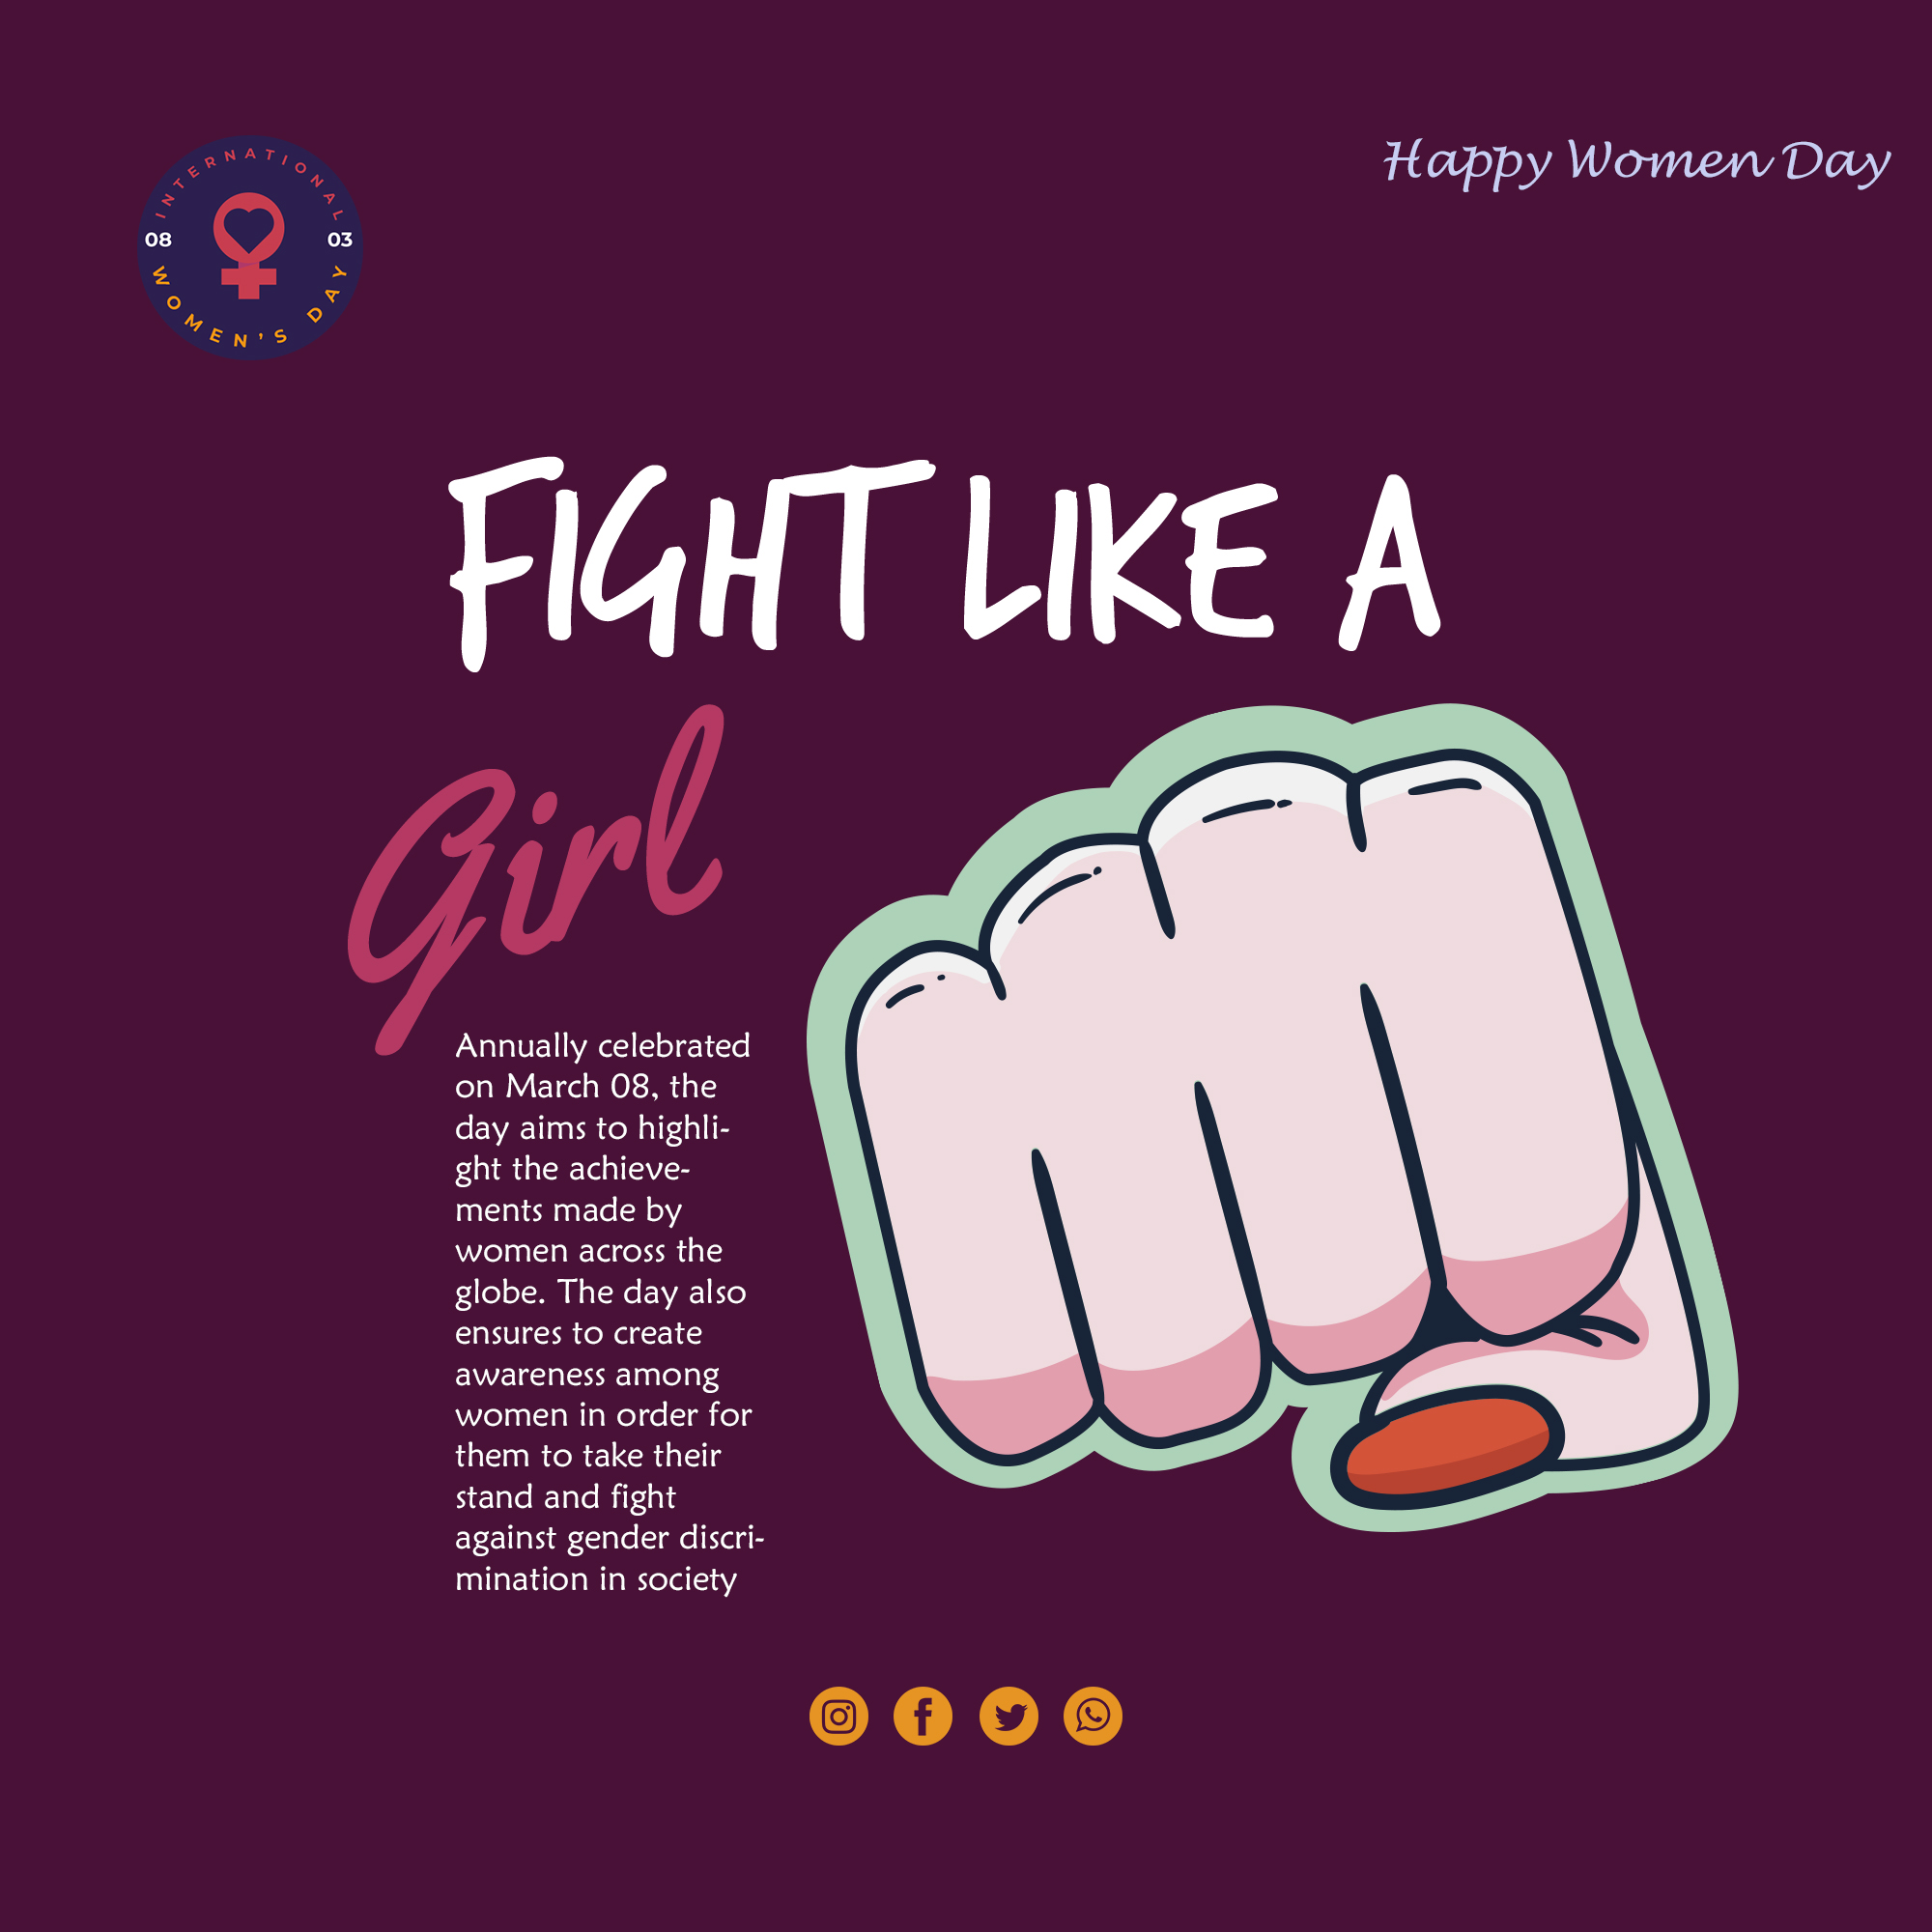 INTERNATIONAL
08 03
WOMEN'S DAY
Happy Women Day
FIGHT LIKE A
Girl
Annually celebrated
on March 08, the
day aims to highli-
ght the achieve-
ments made by
women across the
globe. The day also
ensures to create
awareness among
women in order for
them to take their
stand and fight
against gender discri-
mination in society